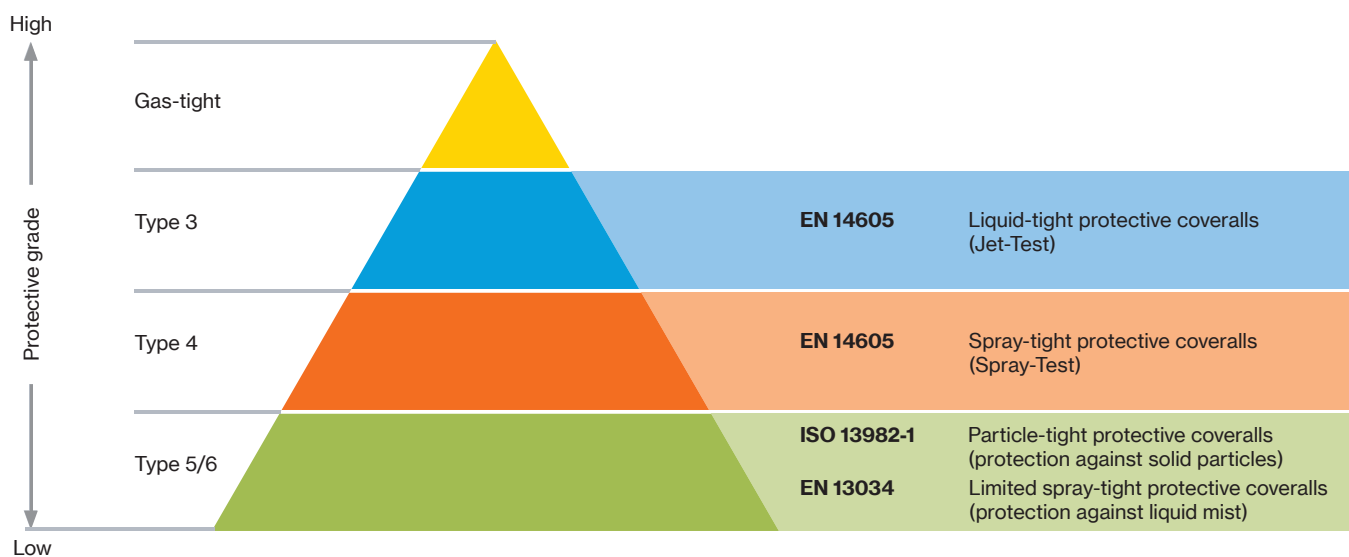 High
Gas-tight
Protective grade
Type 3
EN 14605 Liquid-tight protective coveralls
(Jet-Test)
Type 4
EN 14605 Spray-tight protective coveralls
(Spray-Test)
Type 5/6
ISO 13982-1 Particle-tight protective coveralls
(protection against solid particles)
EN 13034 Limited spray-tight protective coveralls
(protection against liquid mist)
Low